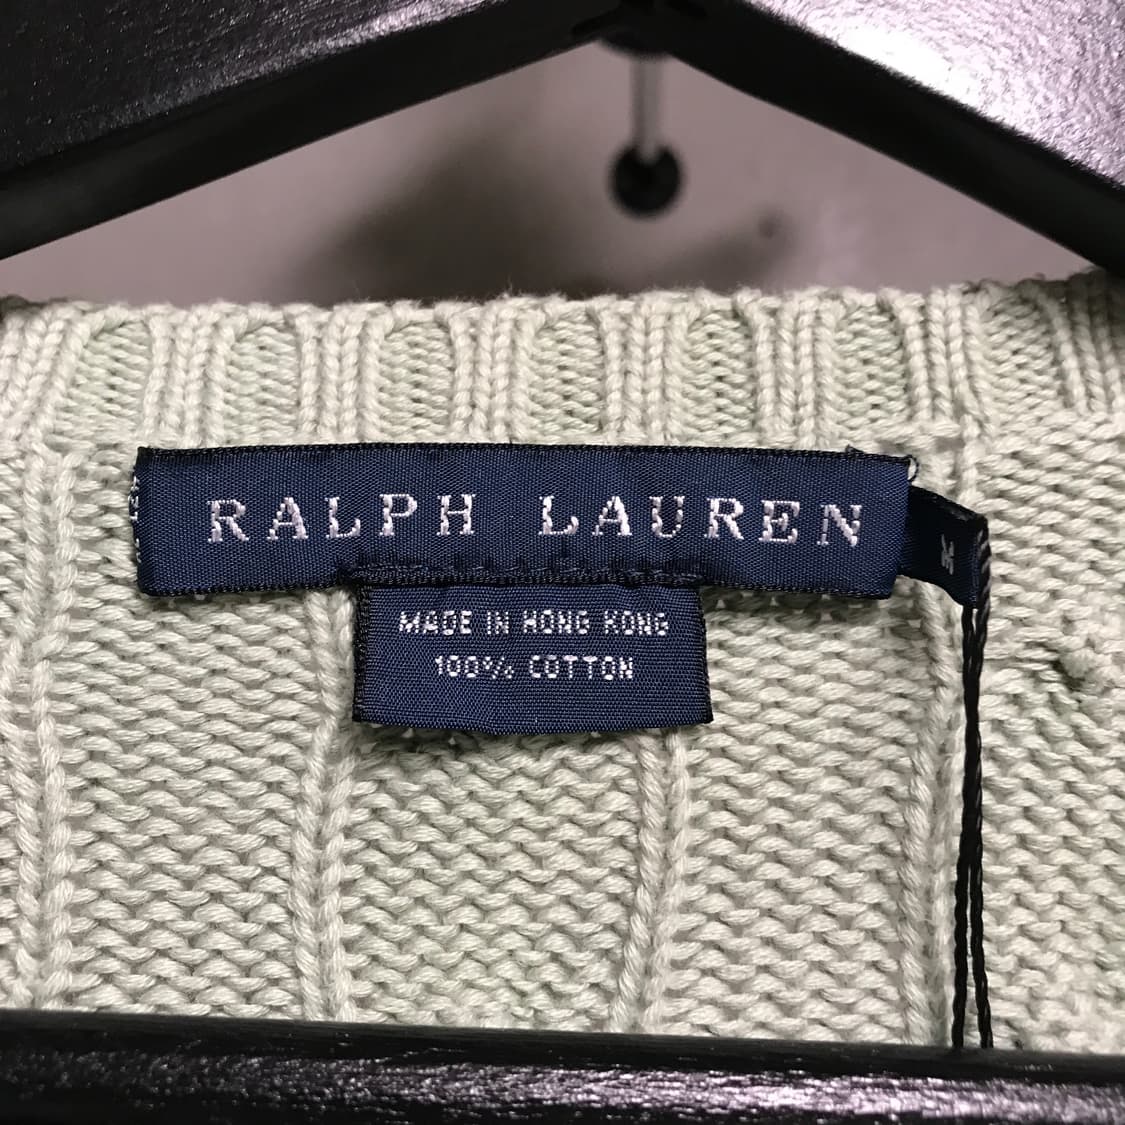 RALPH LAUREN
MADE IN HONG KONG
100% COTTON